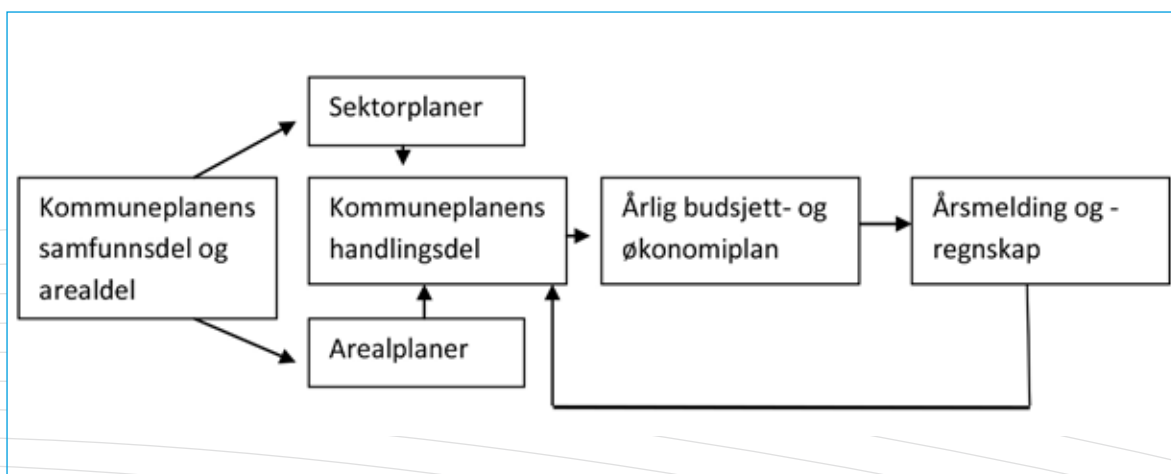 Sektorplaner
Kommuneplanens
samfunnsdel og
arealdel
Kommuneplanens
handlingsdel
Årlig budsjett- og
økonomiplan
Årsmelding og -
regnskap
Arealplaner